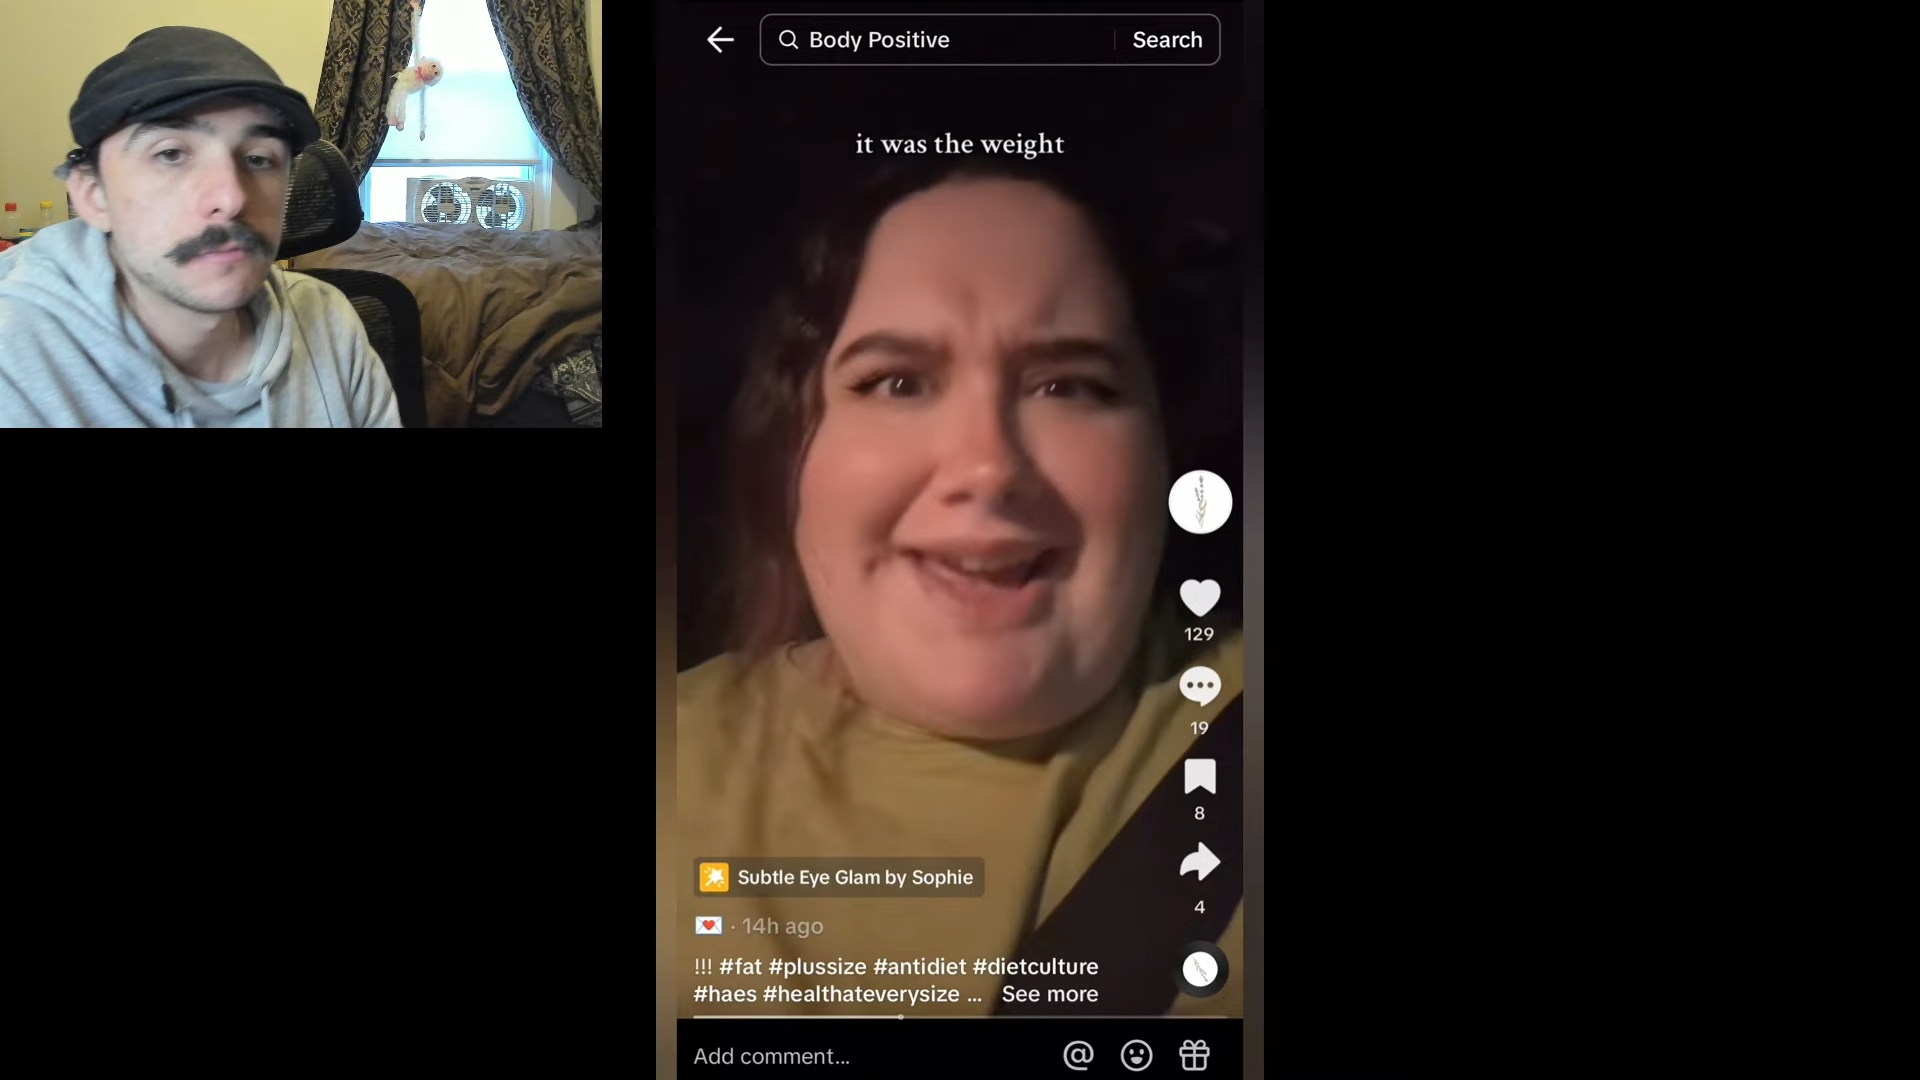 Body Positive
Search
it was the weight
129
19
8
4
Subtle Eye Glam by Sophie
💌 · 14h ago
!!! #fat #plussize #antidiet #dietculture
#haes #healthateverysize ... See more
Add comment...